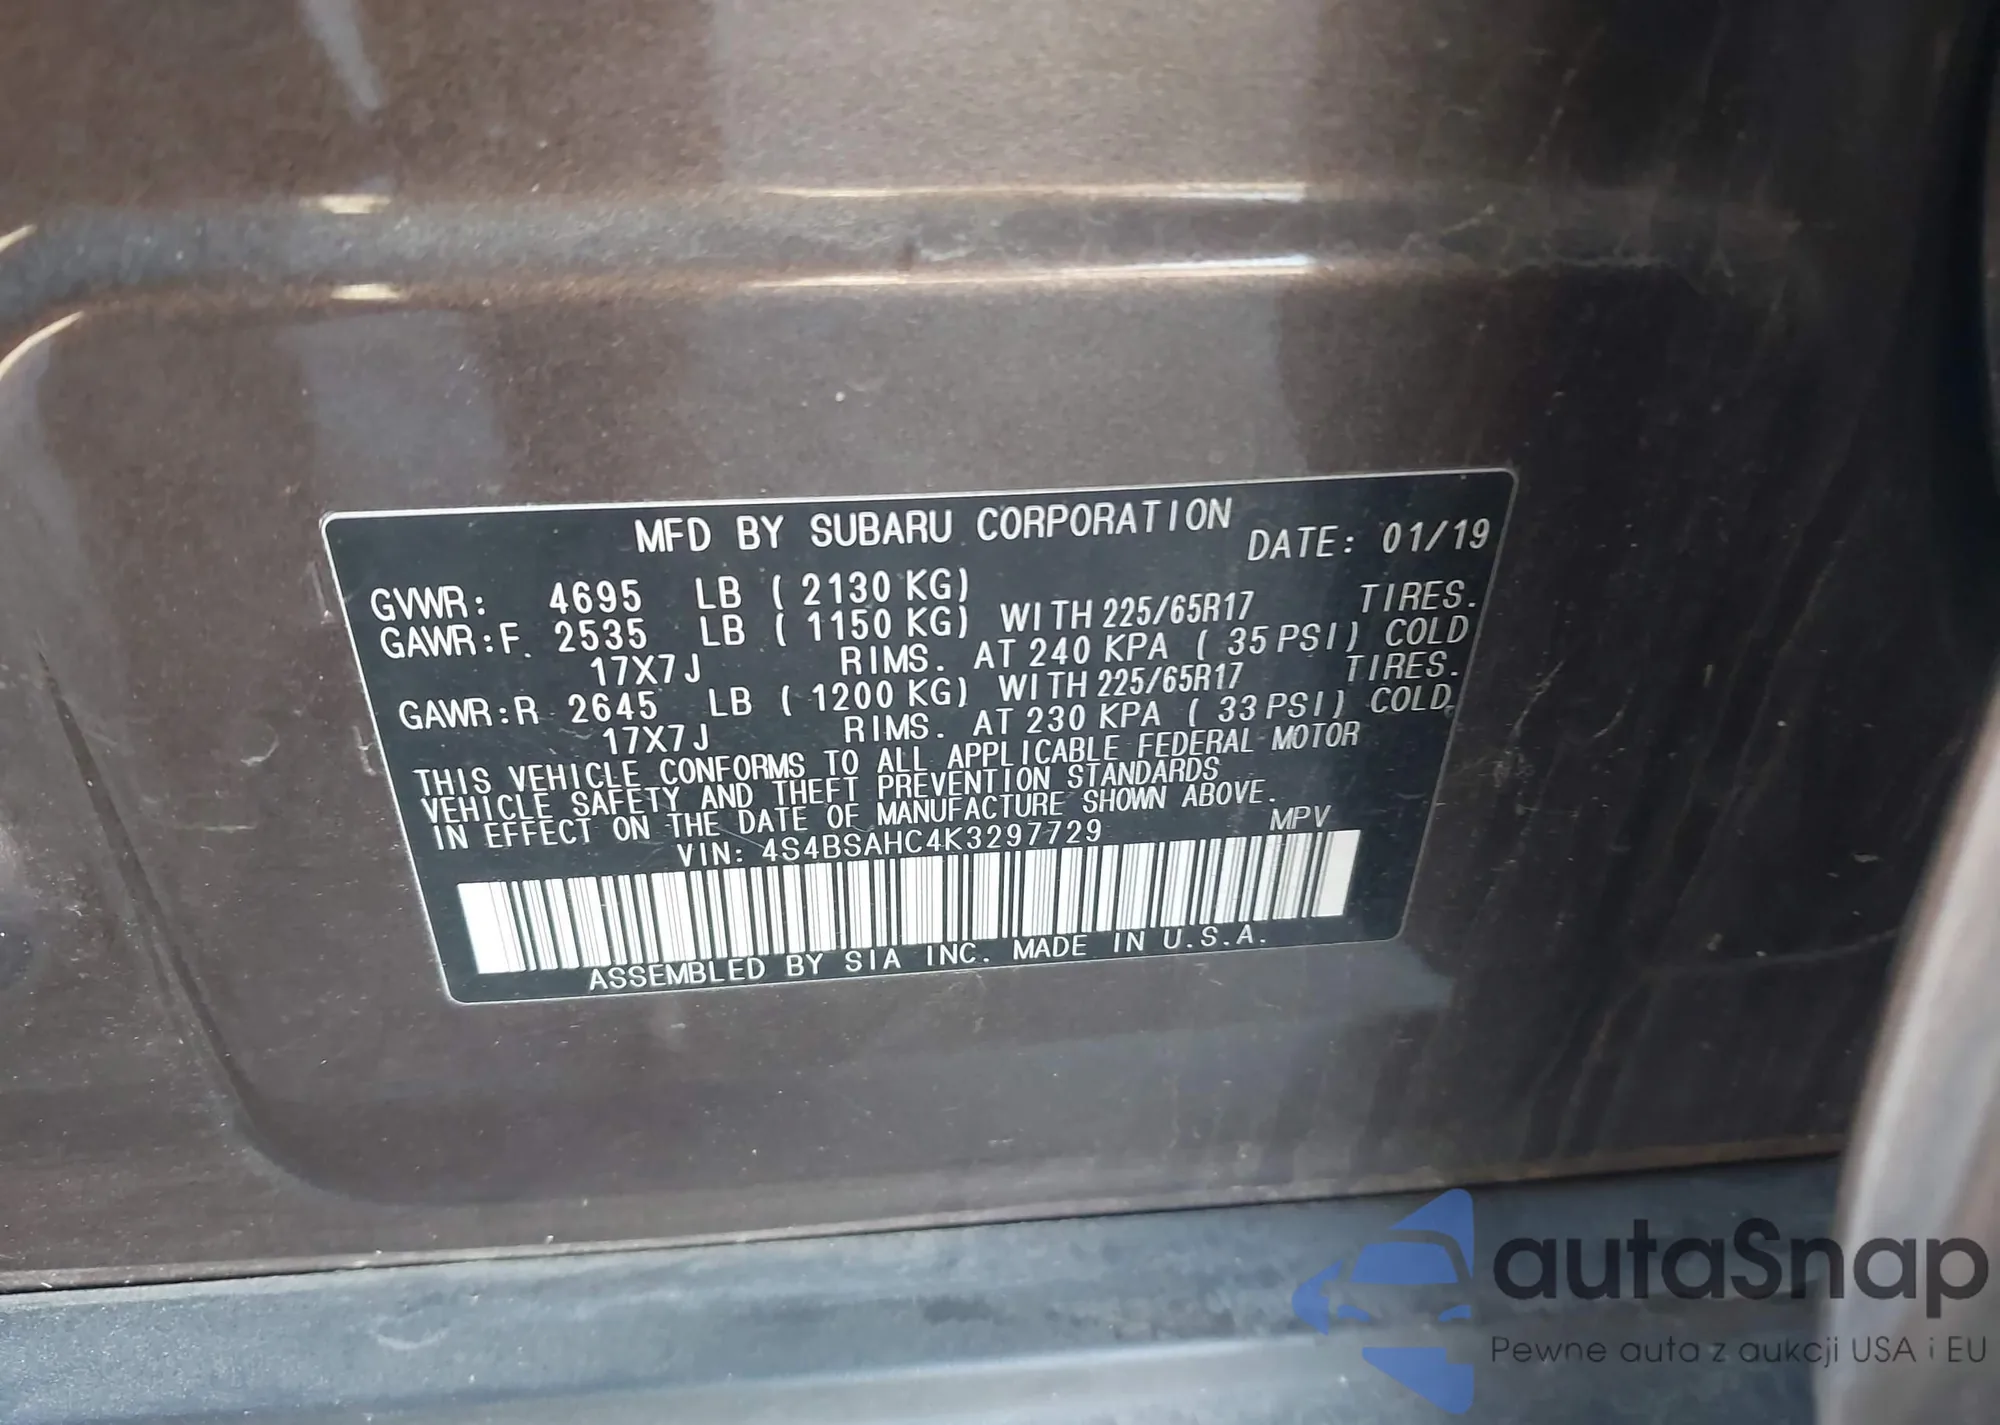 MFD BY SUBARU CORPORATION DATE: 01/19
GVWR: 4695 LB ( 2130 KG)
GAWR:F. 2535 LB ( 1150 KG) WITH 225/65R17 TIRES.
17X7J RIMS. AT 240 KPA ( 35 PSI) COLD
GAWR:R 2645 LB ( 1200 KG) WITH 225/65R17 TIRES.
17X7J RIMS. AT 230 KPA ( 33 PSI) COLD.
THIS VEHICLE CONFORMS TO ALL APPLICABLE FEDERAL MOTOR
VEHICLE SAFETY AND THEFT PREVENTION STANDARDS
IN EFFECT ON THE DATE OF MANUFACTURE SHOWN ABOVE.
VIN: 4S4BSAHC4K3297729 MPV
ASSEMBLED BY SIA INC. MADE IN U.S.A.
autaSnap
Pewne auta z aukcji USA i EU